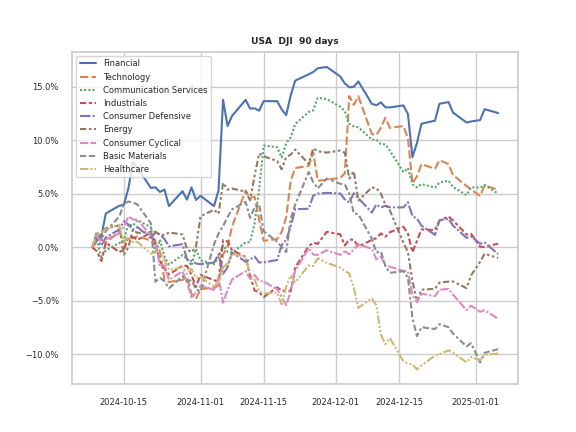 USA  DJI  90 days
Financial
Technology
Communication Services
Industrials
Consumer Defensive
Energy
Consumer Cyclical
Basic Materials
Healthcare
15.0%
10.0%
5.0%
0.0%
−5.0%
−10.0%
2024-10-15 2024-11-01 2024-11-15 2024-12-01 2024-12-15 2025-01-01